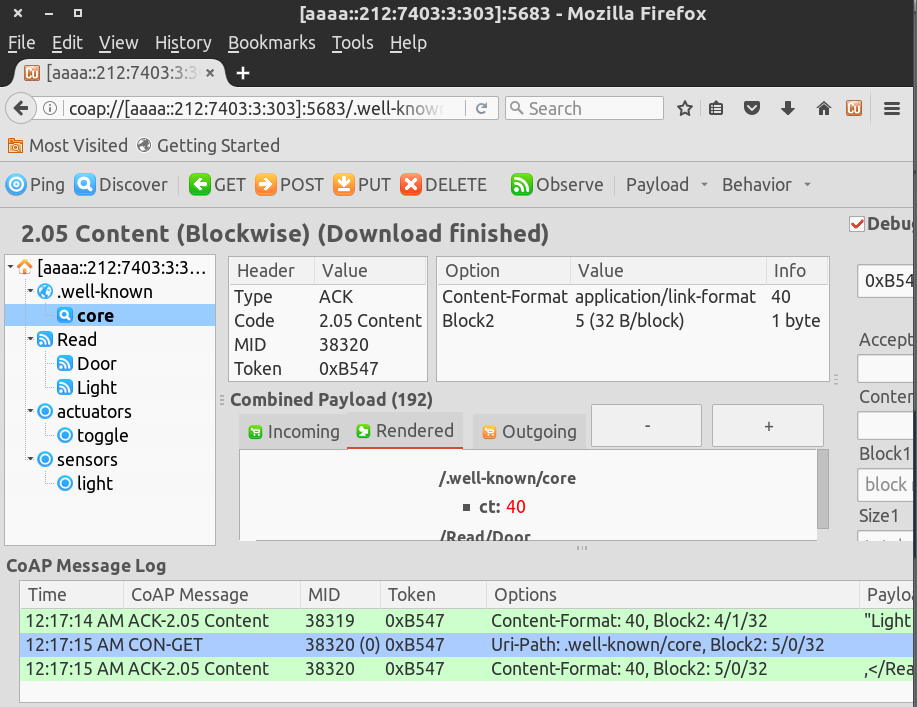 [aaaa::212:7403:3:303]:5683 - Mozilla Firefox
File Edit View History Bookmarks Tools Help
[aaaa::212:7403:3:3
coap://[aaaa::212:7403:3:303]:5683/.well-known Search
Most Visited Getting Started
Ping Discover GET POST PUT DELETE Observe Payload Behavior
2.05 Content (Blockwise) (Download finished)
Debug
[aaaa::212:7403:3:3...
.well-known
core
Read
Door
Light
actuators
toggle
sensors
light
Header Value
Type ACK
Code 2.05 Content
MID 38320
Token 0xB547
Option Value Info
Content-Format application/link-format 40
Block2 5 (32 B/block) 1 byte
0xB54
Accept
Conten
Block1
block
Size1
Combined Payload (192)
Incoming Rendered Outgoing - +
/.well-known/core
ct: 40
/Read/Door
CoAP Message Log
Time CoAP Message MID Token Options Paylo
12:17:14 AM ACK-2.05 Content 38319 0xB547 Content-Format: 40, Block2: 4/1/32 "Light
12:17:15 AM CON-GET 38320 (0) 0xB547 Uri-Path: .well-known/core, Block2: 5/0/32
12:17:15 AM ACK-2.05 Content 38320 0xB547 Content-Format: 40, Block2: 5/0/32 ,</Rea